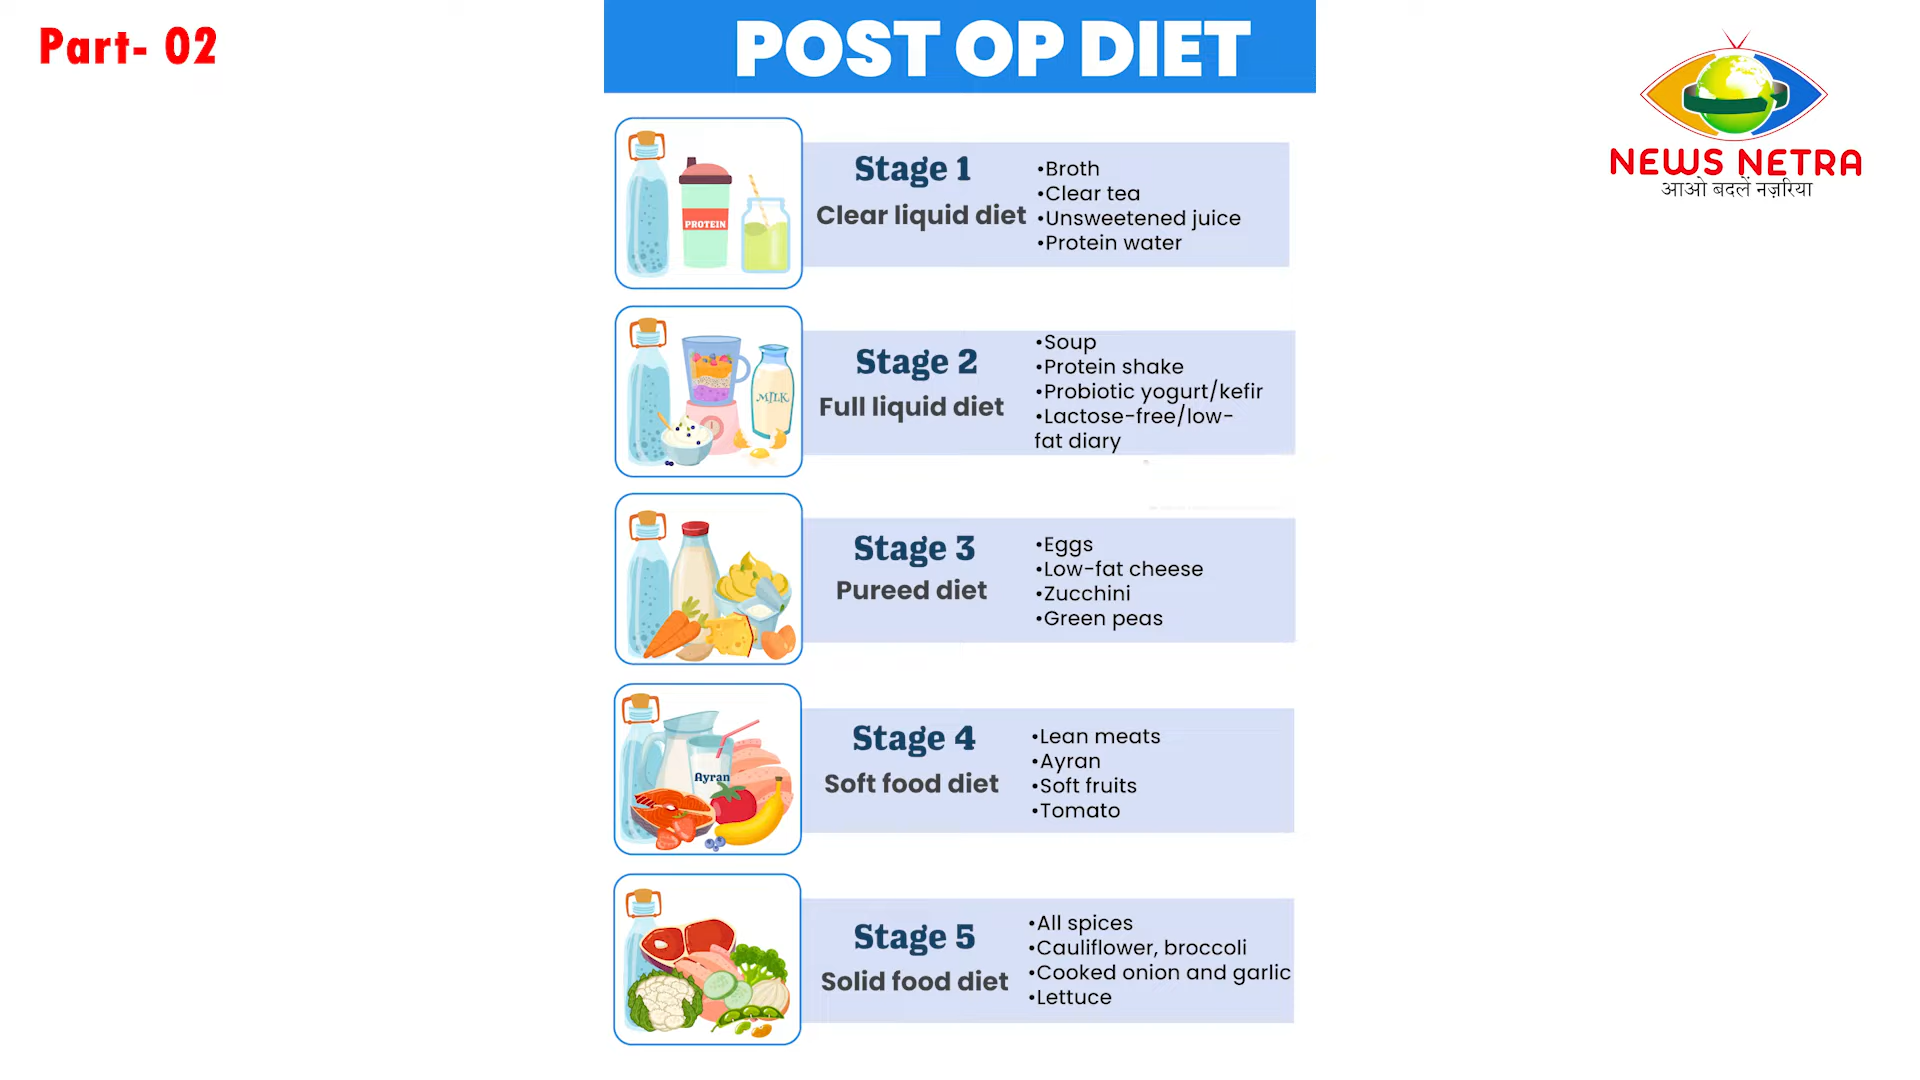 Part- 02
POST OP DIET
NEWS NETRA
आओ बदलें नज़रिया
PROTEIN
Stage 1
Clear liquid diet
•Broth
•Clear tea
•Unsweetened juice
•Protein water
MILK
Stage 2
Full liquid diet
•Soup
•Protein shake
•Probiotic yogurt/kefir
•Lactose-free/low-
fat diary
Stage 3
Pureed diet
•Eggs
•Low-fat cheese
•Zucchini
•Green peas
Ayran
Stage 4
Soft food diet
•Lean meats
•Ayran
•Soft fruits
•Tomato
Stage 5
Solid food diet
•All spices
•Cauliflower, broccoli
•Cooked onion and garlic
•Lettuce